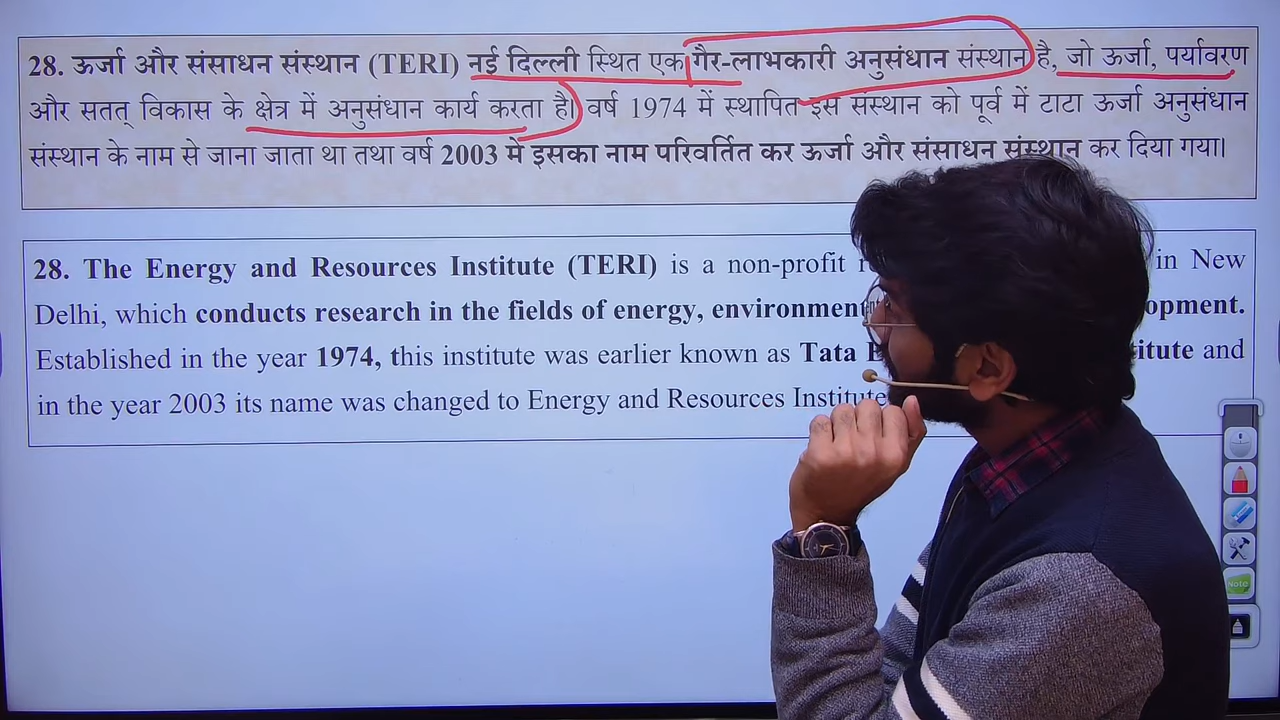 28. ऊर्जा और संसाधन संस्थान (TERI) नई दिल्ली स्थित एक गैर-लाभकारी अनुसंधान संस्थान है, जो ऊर्जा, पर्यावरण
और सतत् विकास के क्षेत्र में अनुसंधान कार्य करता है। वर्ष 1974 में स्थापित इस संस्थान को पूर्व में टाटा ऊर्जा अनुसंधान
संस्थान के नाम से जाना जाता था तथा वर्ष 2003 में इसका नाम परिवर्तित कर ऊर्जा और संसाधन संस्थान कर दिया गया।
28. The Energy and Resources Institute (TERI) is a non-profit in New
Delhi, which conducts research in the fields of energy, environment
Established in the year 1974, this institute was earlier known as Tata and
in the year 2003 its name was changed to Energy and Resources Institute
Note